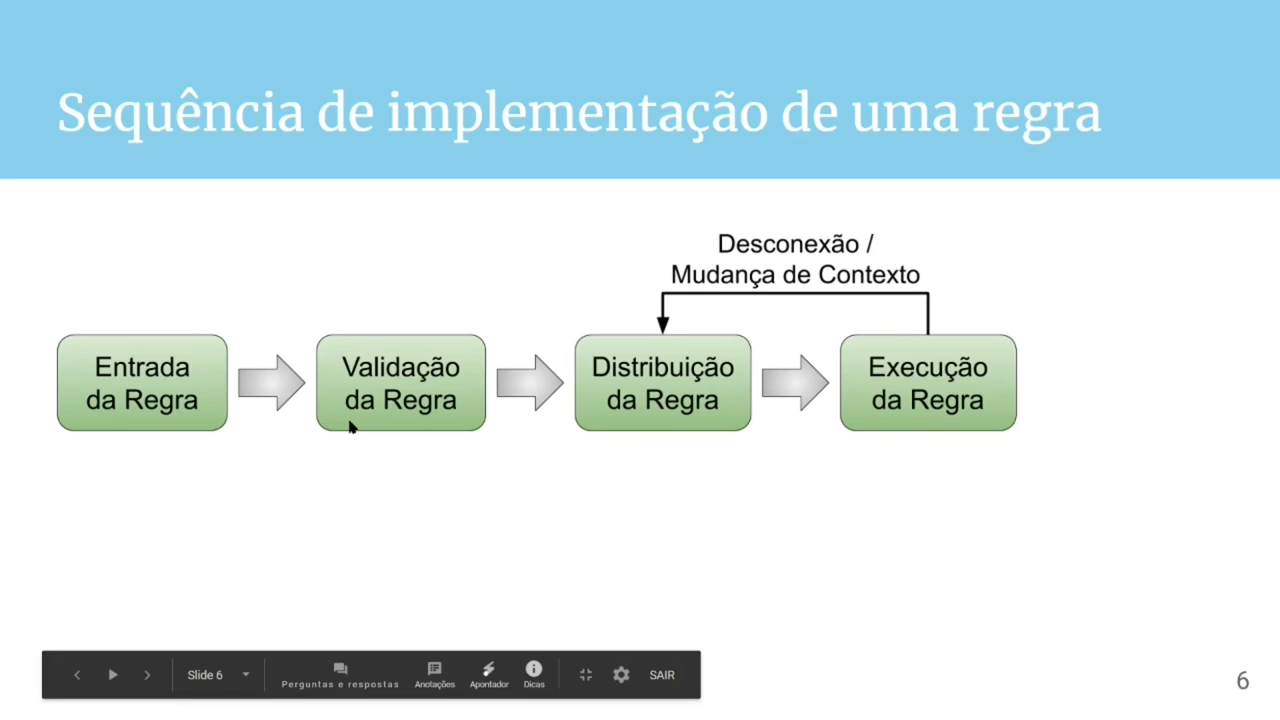 Sequência de implementação de uma regra
Desconexão /
Mudança de Contexto
Entrada
da Regra
Validação
da Regra
Distribuição
da Regra
Execução
da Regra
Slide 6
Perguntas e respostas
Anotações
Apontador
Dicas
SAIR
6